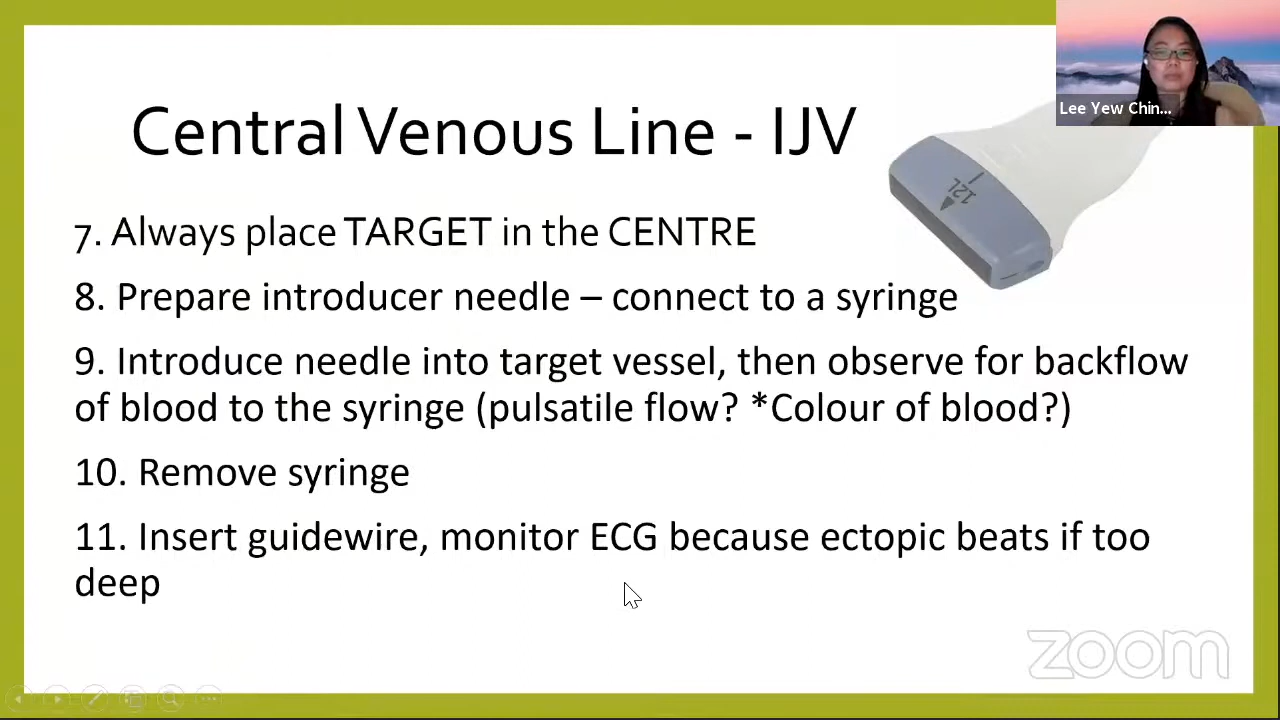 Lee Yew Chin...
Central Venous Line - IJV
12L
7. Always place TARGET in the CENTRE
8. Prepare introducer needle – connect to a syringe
9. Introduce needle into target vessel, then observe for backflow
of blood to the syringe (pulsatile flow? *Colour of blood?)
10. Remove syringe
11. Insert guidewire, monitor ECG because ectopic beats if too
deep
zoom